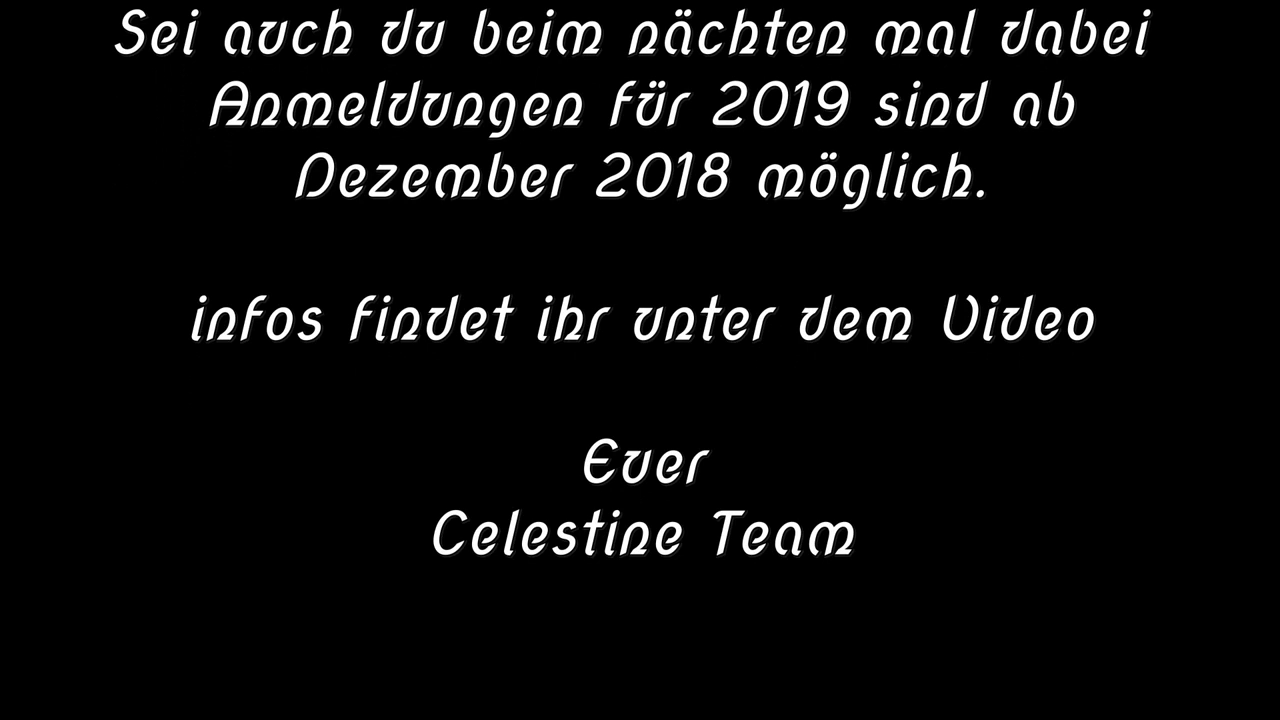 Sei auch du beim nächten mal dabei
Anmeldungen für 2019 sind ab
Dezember 2018 möglich.
infos findet ihr unter dem Video
Euer
Celestine Team